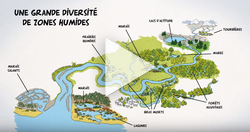 UNE GRANDE DIVERSITÉ
DE ZONES HUMIDES
LACS D'ALTITUDE
TOURBIÈRES
MARAIS
PRAIRIES
HUMIDES
MARES
MARAIS
SALANTS
MARAIS
FORÊTS
ALLUVIALES
BRAS MORTS
LAGUNES